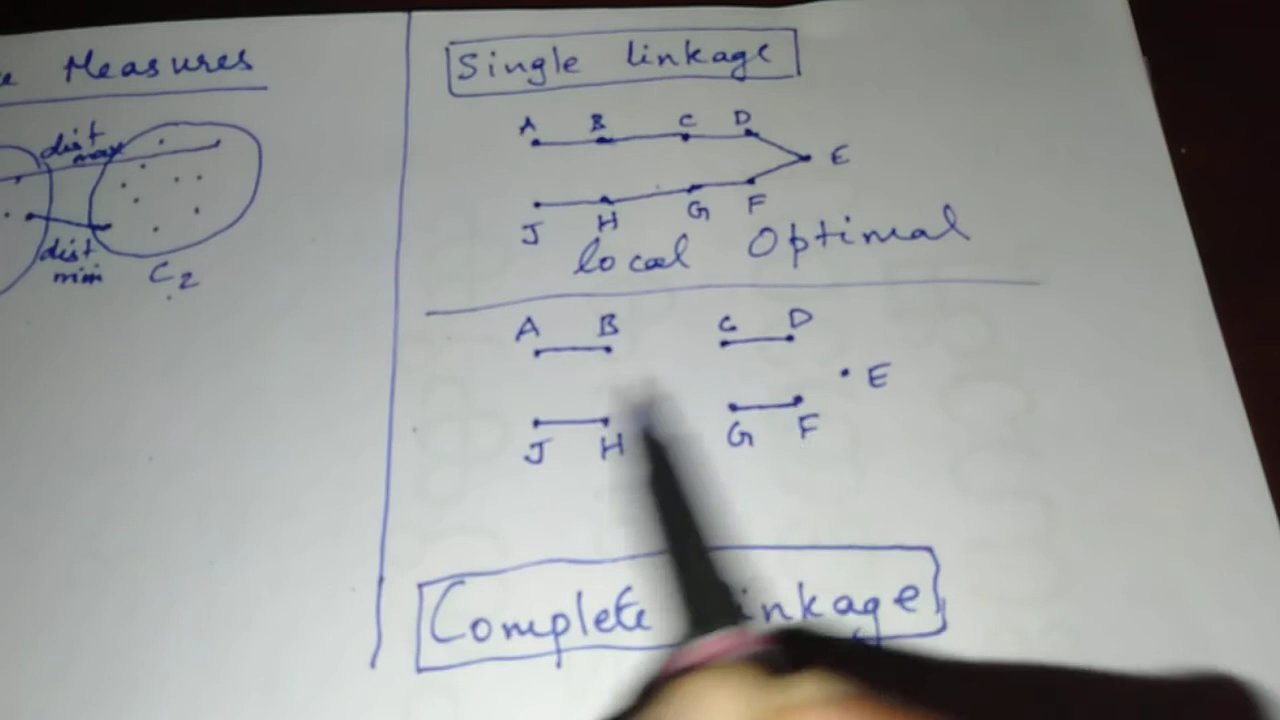 Measures
dist
max
dist
min
C2
Single linkage
A B C D
E
J H G F
local Optimal
A B C D
E
J H G F
Complete